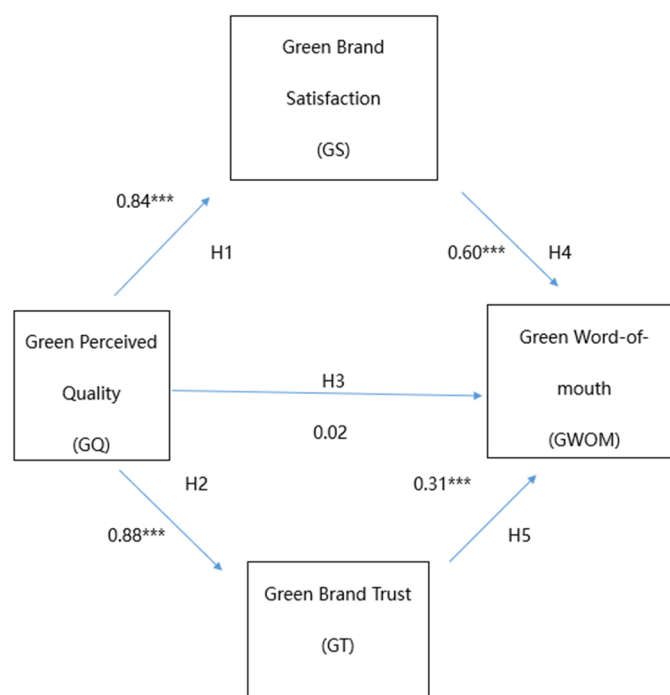 Green Brand
Satisfaction
(GS)
0.84***
H1
0.60***
H4
Green Perceived
Quality
(GQ)
H3
0.02
Green Word-of-
mouth
(GWOM)
H2
0.88***
0.31***
H5
Green Brand Trust
(GT)